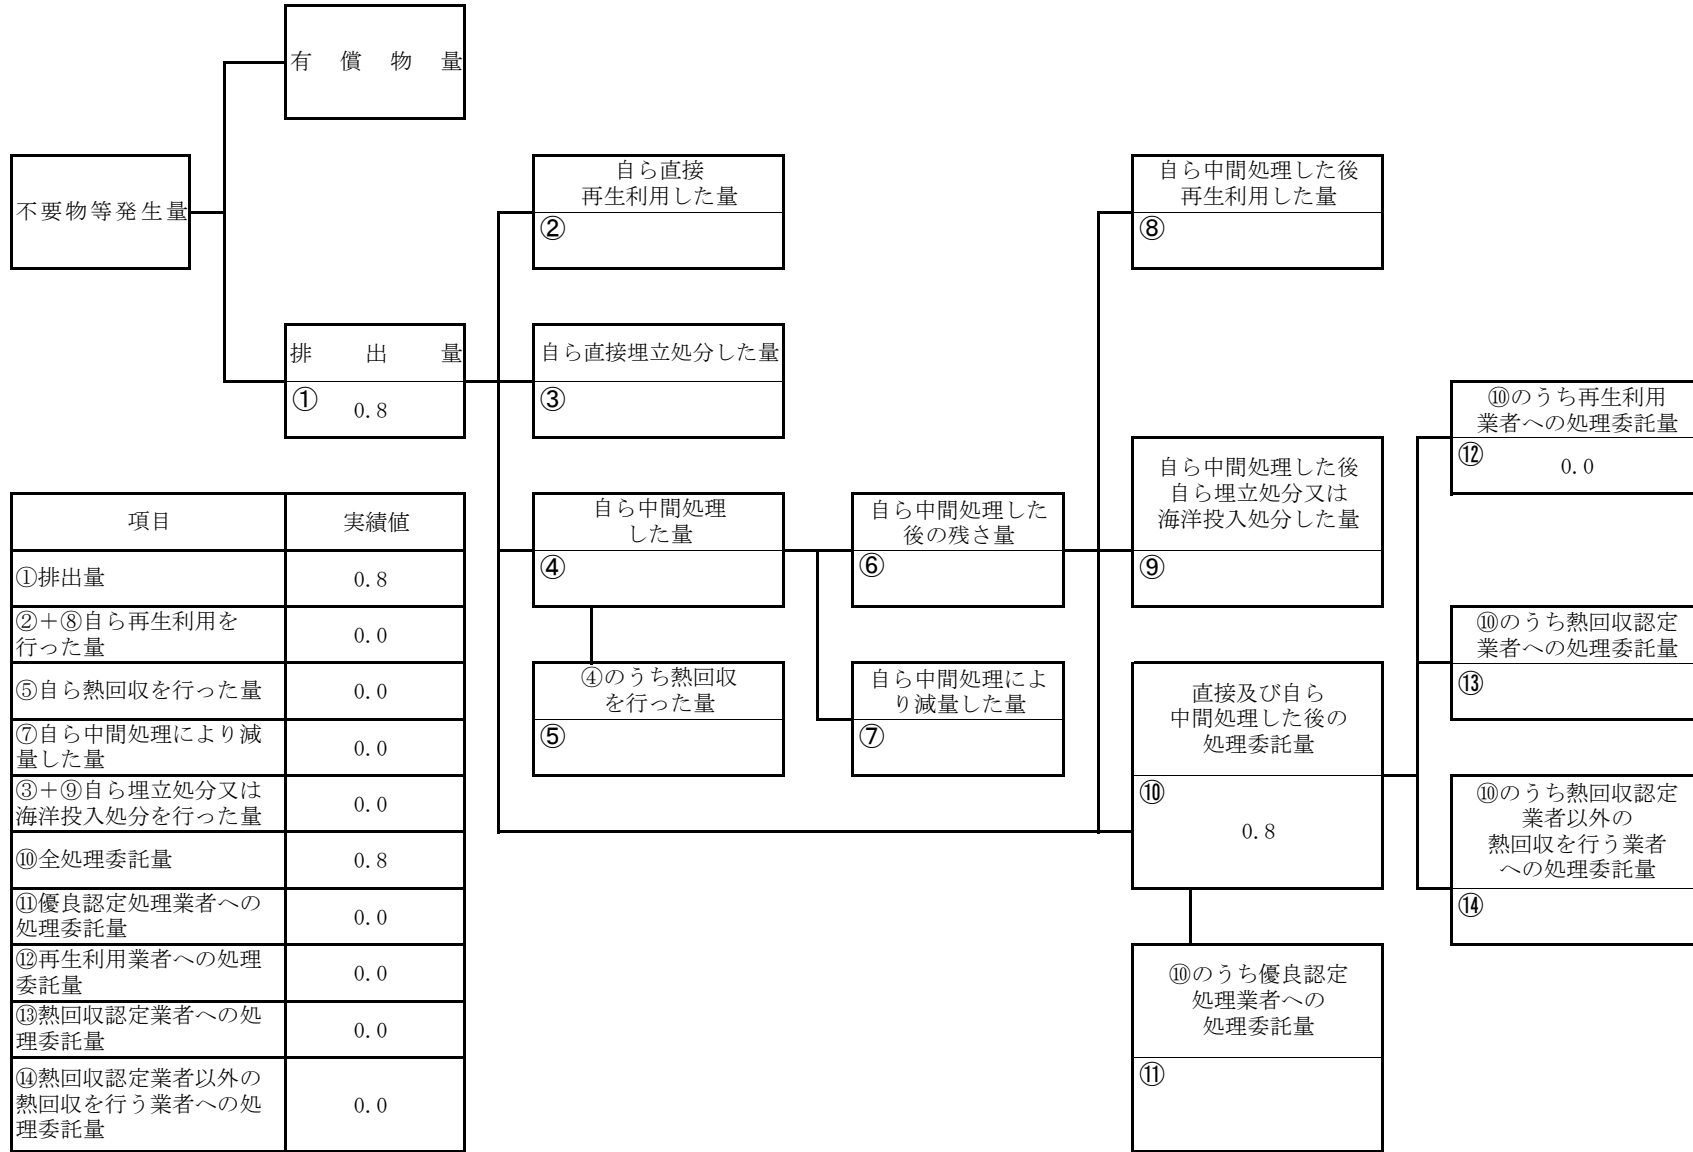 有償物量
不要物等発生量
自ら直接
再生利用した量
②
自ら中間処理した後
再生利用した量
⑧
排出量
① 0.8
自ら直接埋立処分した量
③
⑩のうち再生利用
業者への処理委託量
⑫ 0.0
自ら中間処理
した量
④
自ら中間処理した
後の残さ量
⑥
自ら中間処理した後
自ら埋立処分又は
海洋投入処分した量
⑨
⑩のうち熱回収認定
業者への処理委託量
⑬
④のうち熱回収
を行った量
⑤
自ら中間処理によ
り減量した量
⑦
直接及び自ら
中間処理した後の
処理委託量
⑩
0.8
⑩のうち熱回収認定
業者以外の
熱回収を行う業者
への処理委託量
⑭
⑩のうち優良認定
処理業者への
処理委託量
⑪
項目 実績値
①排出量 0.8
②+⑧自ら再生利用を
行った量 0.0
⑤自ら熱回収を行った量 0.0
⑦自ら中間処理により減
量した量 0.0
③+⑨自ら埋立処分又は
海洋投入処分を行った量 0.0
⑩全処理委託量 0.8
⑪優良認定処理業者への
処理委託量 0.0
⑫再生利用業者への処理
委託量 0.0
⑬熱回収認定業者への処
理委託量 0.0
⑭熱回収認定業者以外の
熱回収を行う業者への処
理委託量 0.0